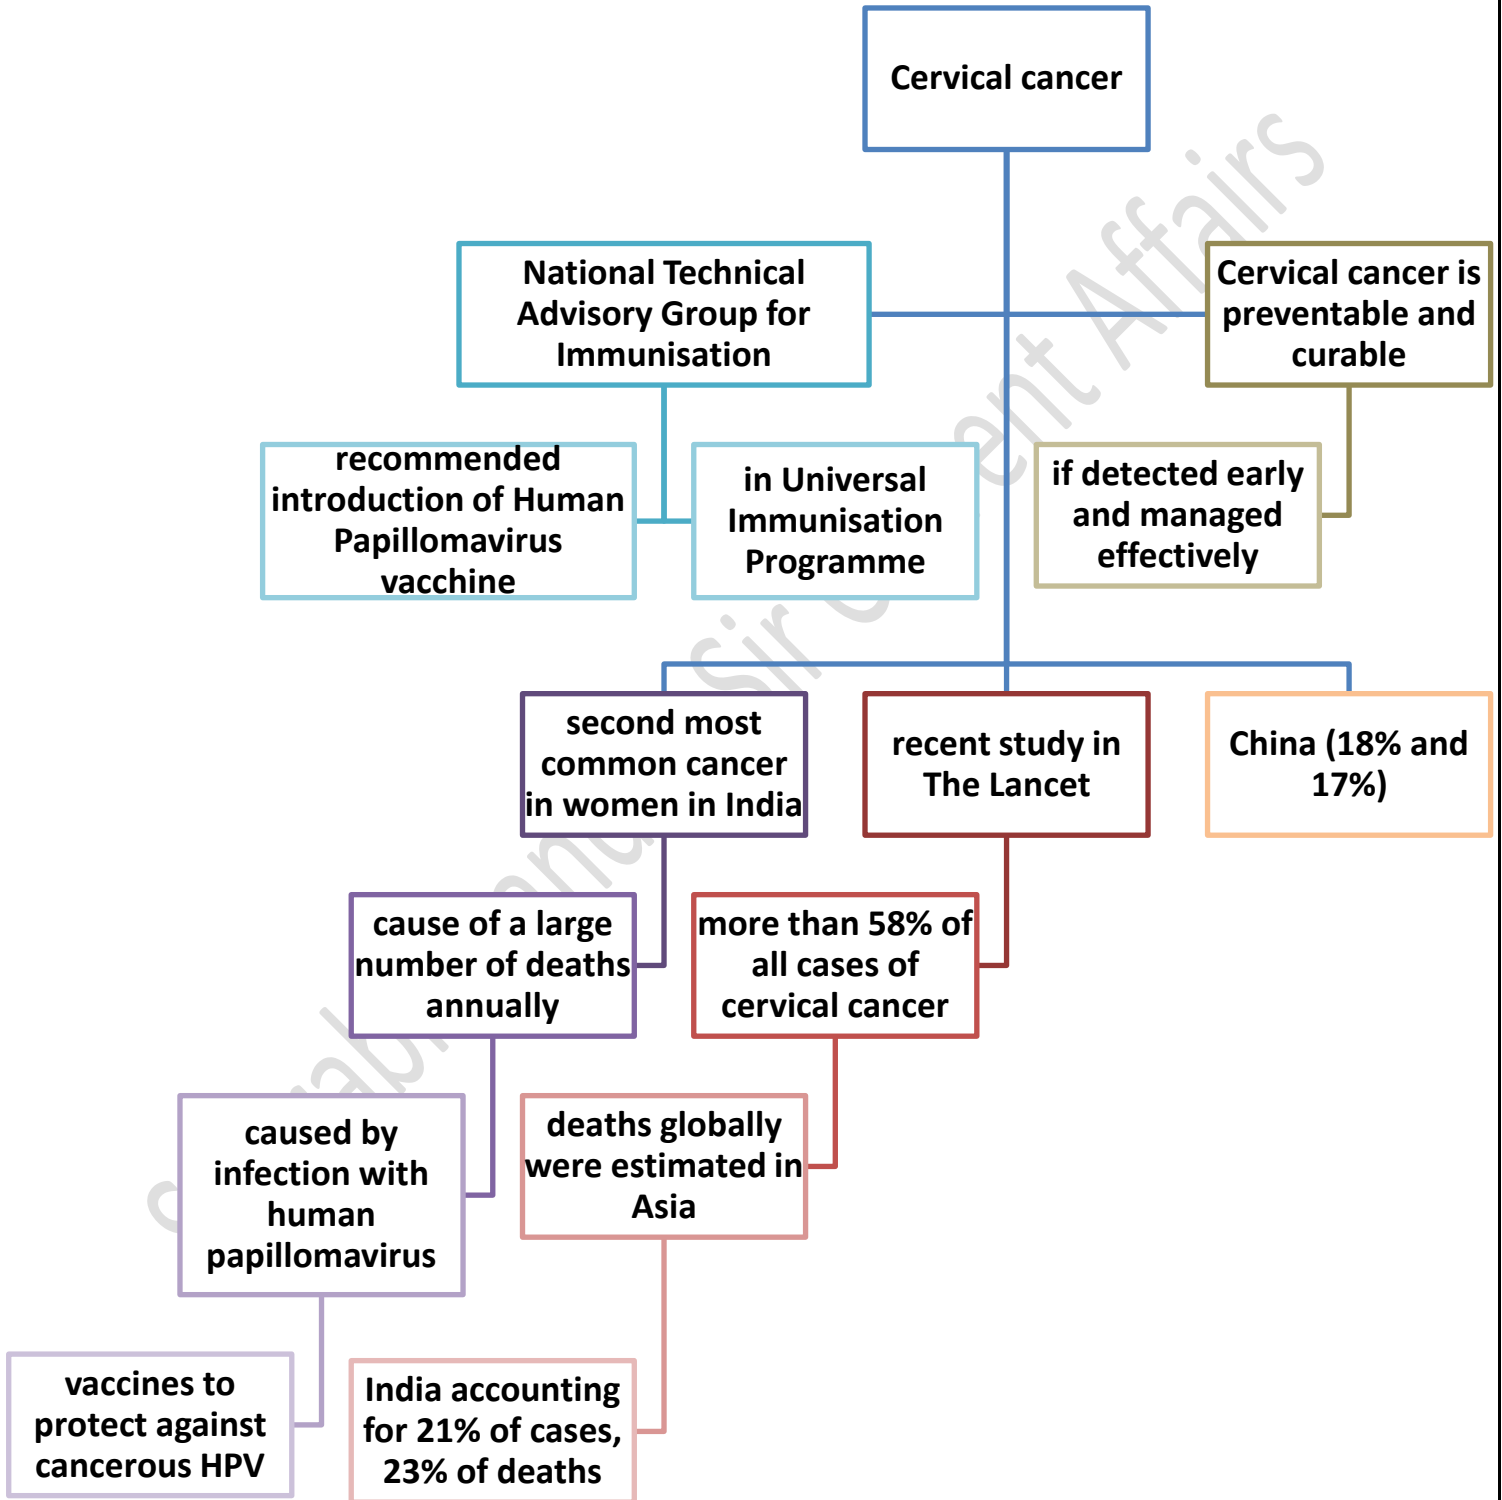 Cervical cancer
National Technical
Advisory Group for
Immunisation
Cervical cancer is
preventable and
curable
recommended
introduction of Human
Papillomavirus
vacchine
in Universal
Immunisation
Programme
if detected early
and managed
effectively
second most
common cancer
in women in India
recent study in
The Lancet
China (18% and
17%)
cause of a large
number of deaths
annually
more than 58% of
all cases of
cervical cancer
caused by
infection with
human
papillomavirus
deaths globally
were estimated in
Asia
vaccines to
protect against
cancerous HPV
India accounting
for 21% of cases,
23% of deaths
Sir
Affairs